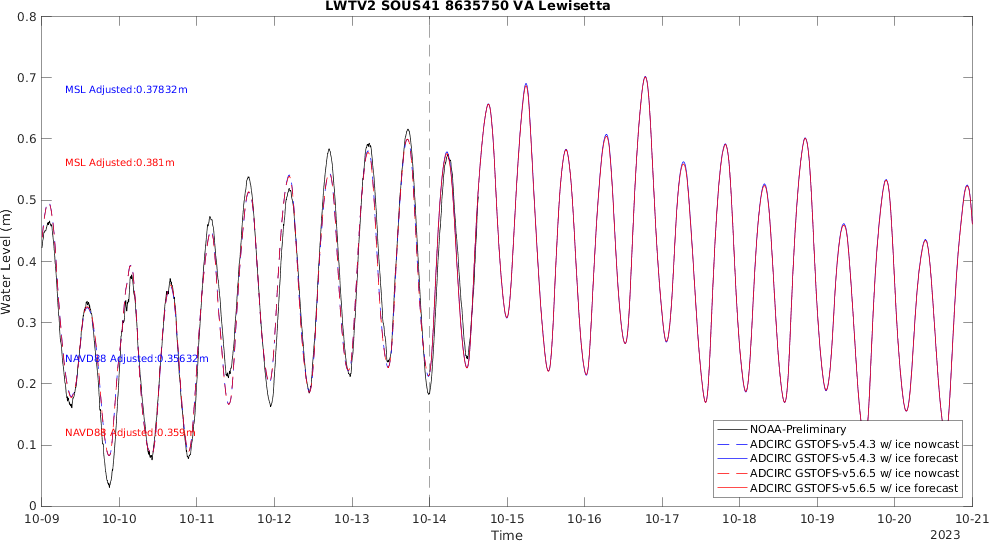 LWTV2 SOUS41 8635750 VA Lewisetta
0.8
0.7
0.6
0.5
0.4
0.3
0.2
0.1
0
Water Level (m)
MSL Adjusted:0.37832m
MSL Adjusted:0.381m
NAVD88 Adjusted:0.35632m
NAVD88 Adjusted:0.359m
NOAA-Preliminary
ADCIRC GSTOFS-v5.4.3 w/ ice nowcast
ADCIRC GSTOFS-v5.4.3 w/ ice forecast
ADCIRC GSTOFS-v5.6.5 w/ ice nowcast
ADCIRC GSTOFS-v5.6.5 w/ ice forecast
10-09 10-10 10-11 10-12 10-13 10-14 10-15 10-16 10-17 10-18 10-19 10-20 10-21
Time
2023